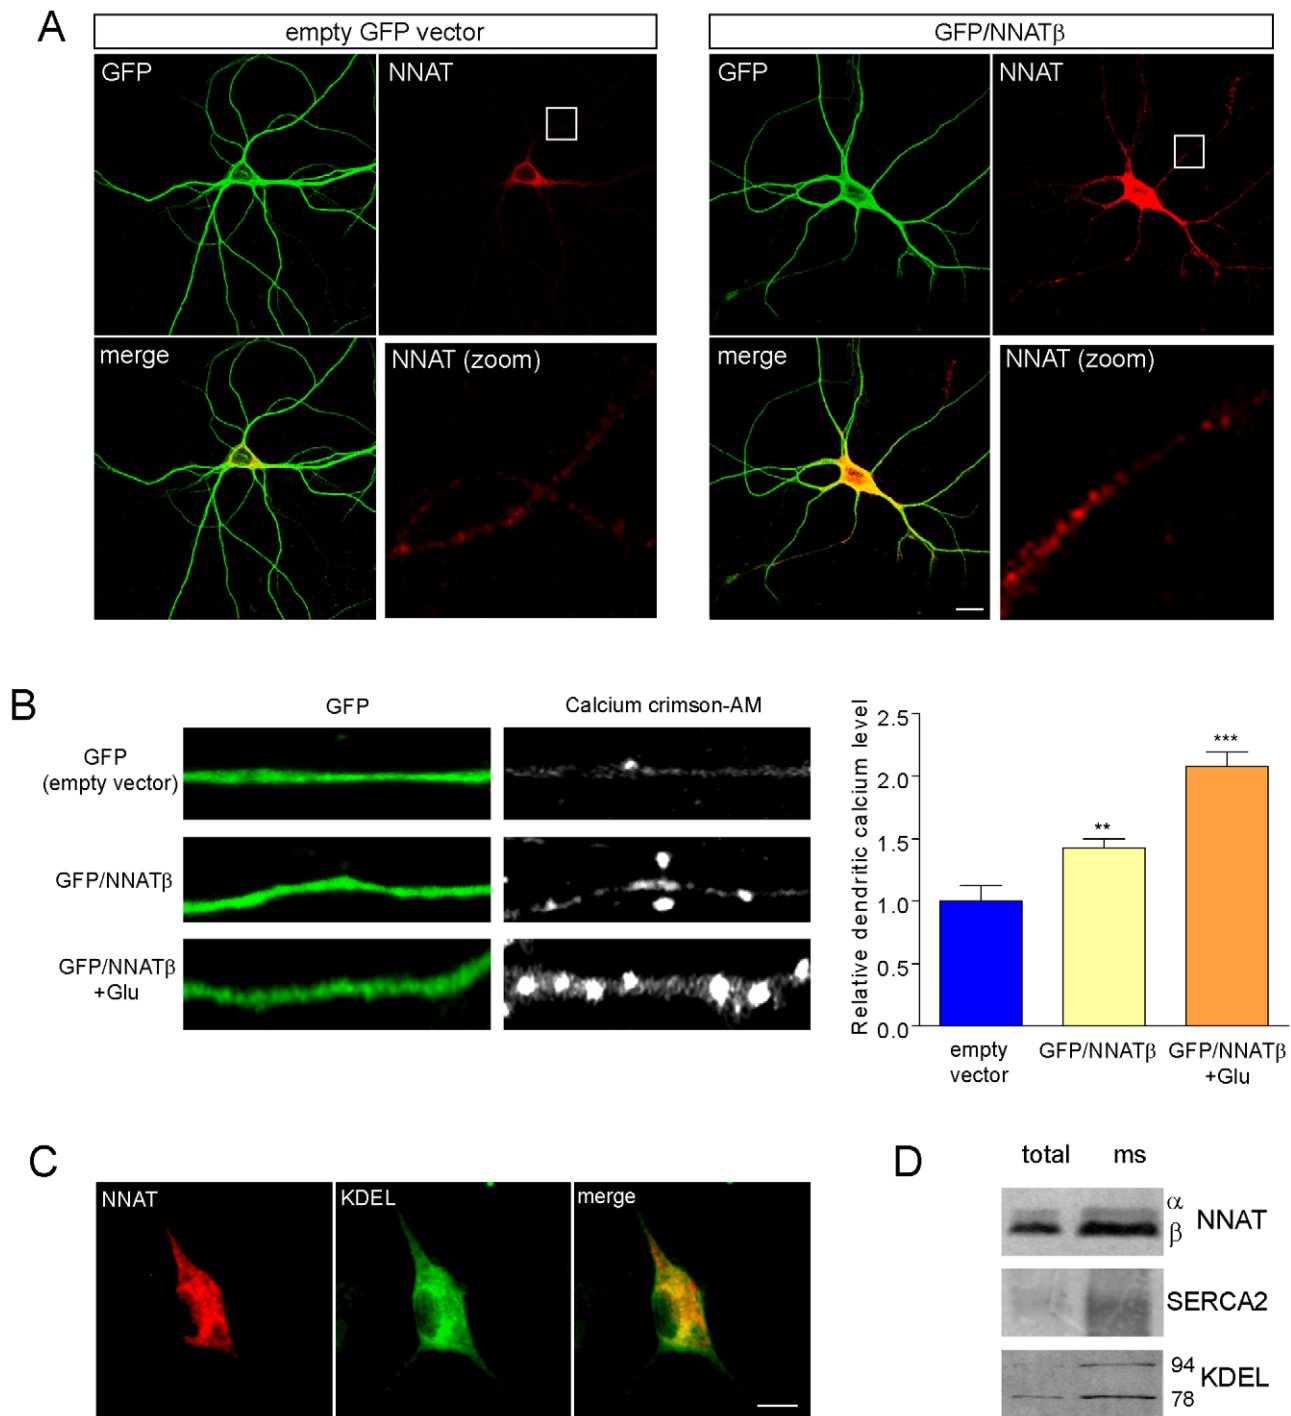 A
empty GFP vector
GFP/NNATβ
GFP
NNAT
GFP
NNAT
merge
NNAT (zoom)
merge
NNAT (zoom)
B
GFP
Calcium crimson-AM
GFP
(empty vector)
GFP/NNATβ
GFP/NNATβ
+Glu
Relative dendritic calcium level
2.5
2.0
1.5
1.0
0.5
0.0
**
***
empty
vector
GFP/NNATβ
GFP/NNATβ
+Glu
C
NNAT
KDEL
merge
D
total
ms
α
β
NNAT
SERCA2
94
78
KDEL